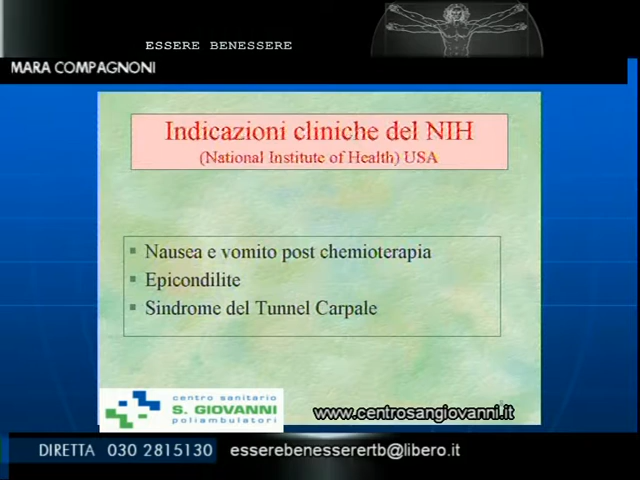 ESSERE BENESSERE
MARA COMPAGNONI
Indicazioni cliniche del NIH
(National Institute of Health) USA
Nausea e vomito post chemioterapia
Epicondilite
Sindrome del Tunnel Carpale
centro sanitario
S. GIOVANNI
poliambulatori
www.centrosangiovanni.it
DIRETTA 030 2815130 esserebenesserertb@libero.it